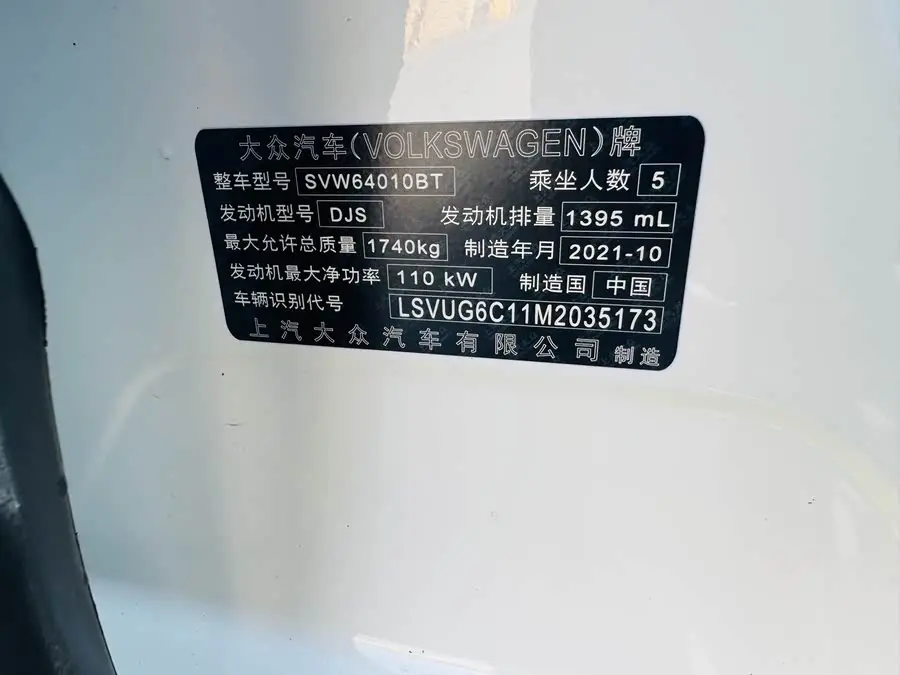 大众汽车(VOLKSWAGEN)牌
整车型号 SVW64010BT 乘坐人数 5
发动机型号 DJS 发动机排量 1395 mL
最大允许总质量 1740kg 制造年月 2021-10
发动机最大净功率 110 kW 制造国 中国
车辆识别代号 LSVUG6C11M2035173
上汽大众汽车有限公司 制造